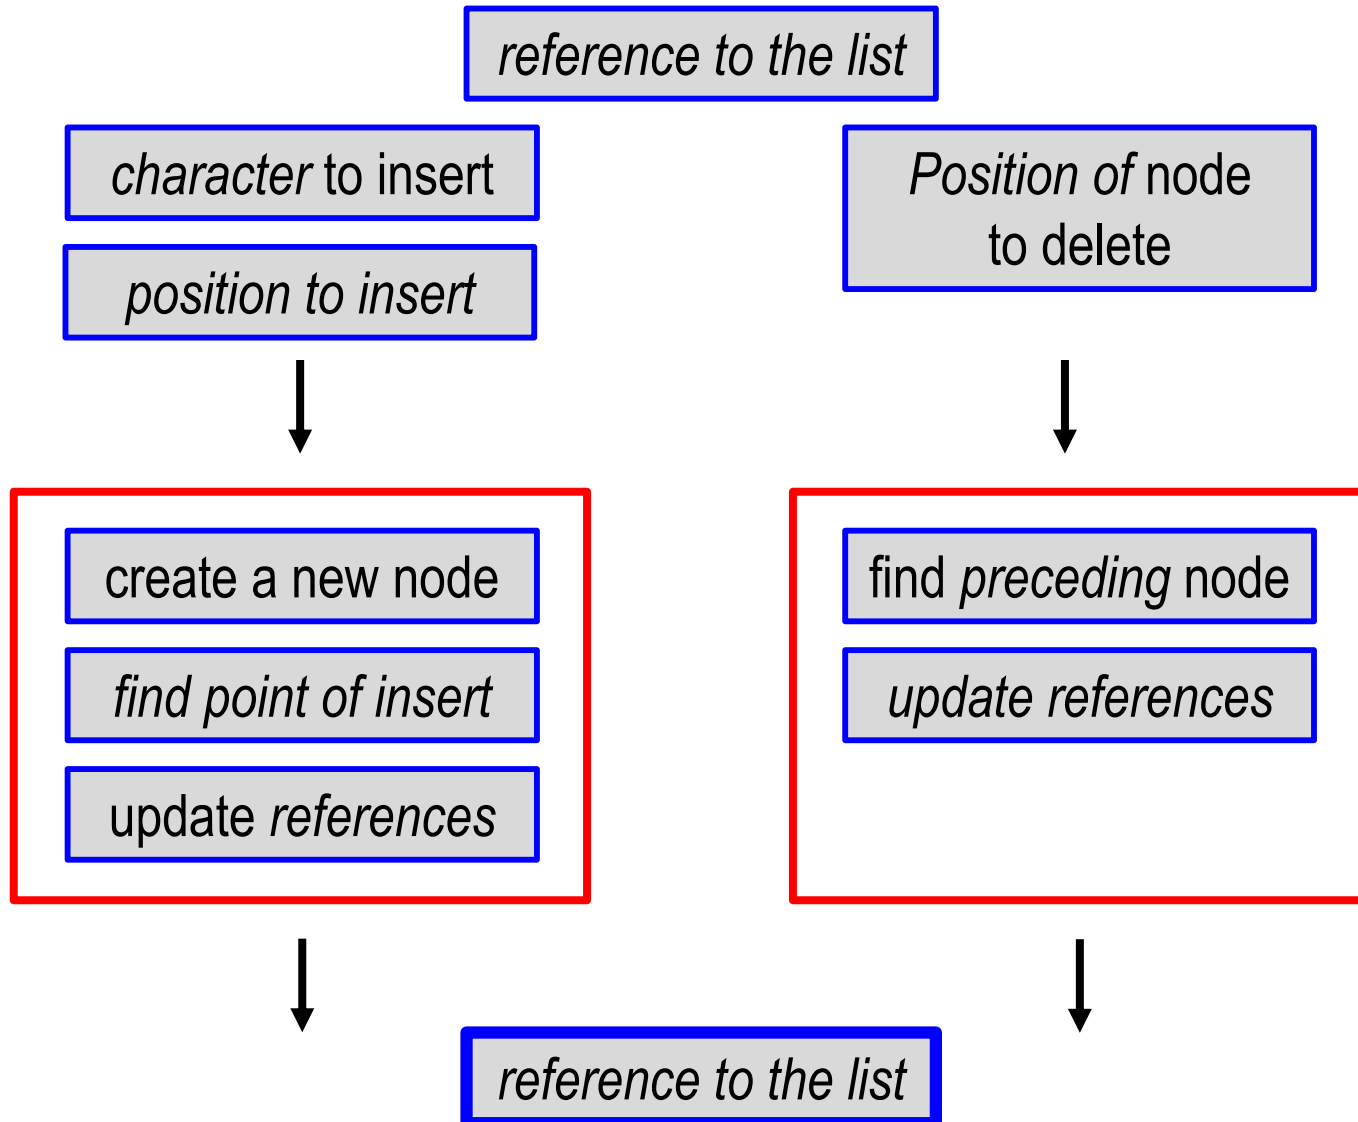 reference to the list
character to insert
position to insert
Position of node
to delete
create a new node
find point of insert
update references
find preceding node
update references
reference to the list